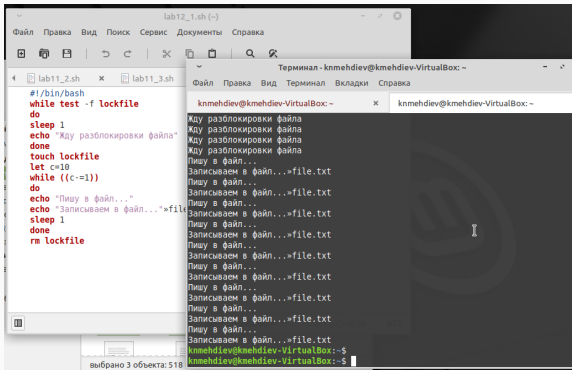 lab12_1.sh (~)
Файл Правка Вид Поиск Сервис Документы Справка
lab11_2.sh × lab11_3.sh
#!/bin/bash
while test -f lockfile
do
sleep 1
echo "Жду разблокировки файла"
done
touch lockfile
let c=10
while ((c-=1))
do
echo "Пишу в файл..."
echo "Записываем в файл..."»file
sleep 1
done
rm lockfile
выбрано 3 объекта: 518
Терминал - knmehdiev@kmehdiev-VirtualBox: ~
Файл Правка Вид Терминал Вкладки Справка
knmehdiev@kmehdiev-VirtualBox: ~ × knmehdiev@kmehdiev-VirtualBox: ~
Жду разблокировки файла
Жду разблокировки файла
Жду разблокировки файла
Жду разблокировки файла
Пишу в файл...
Записываем в файл...»file.txt
Пишу в файл...
Записываем в файл...»file.txt
Пишу в файл...
Записываем в файл...»file.txt
Пишу в файл...
Записываем в файл...»file.txt
Пишу в файл...
Записываем в файл...»file.txt
Пишу в файл...
Записываем в файл...»file.txt
Пишу в файл...
Записываем в файл...»file.txt
Пишу в файл...
Записываем в файл...»file.txt
Пишу в файл...
Записываем в файл...»file.txt
knmehdiev@kmehdiev-VirtualBox:~$
knmehdiev@kmehdiev-VirtualBox:~$